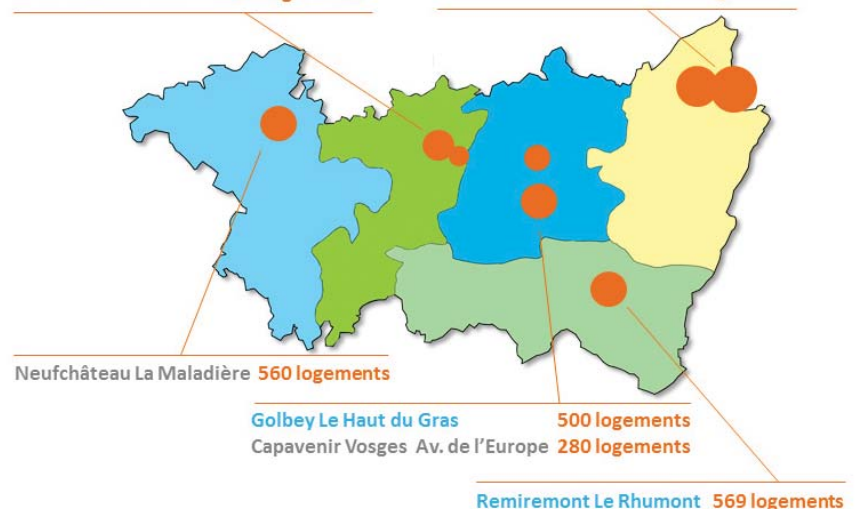 Neufchâteau La Maladière 560 logements
Golbey Le Haut du Gras 500 logements
Capavenir Vosges Av. de l'Europe 280 logements
Remiremont Le Rhumont 569 logements